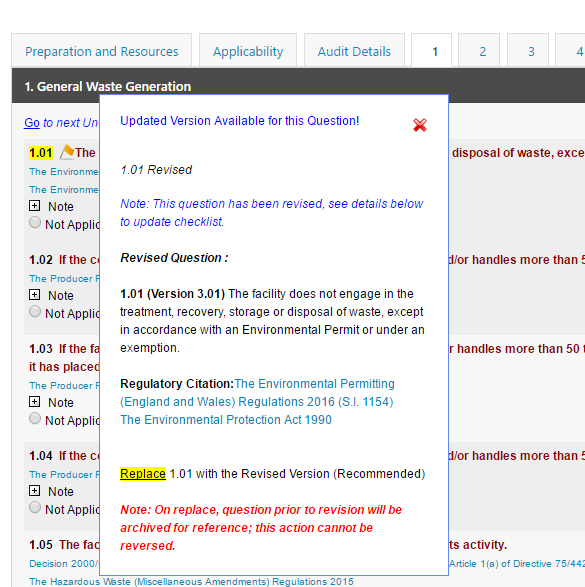 Preparation and Resources Applicability Audit Details 1 2 3 4
1. General Waste Generation
Go to next Un
1.01 The disposal of waste, exce
The Environme
The Environme
Note
Not Applic
1.02 If the c d/or handles more than 5
The Producer
Note
Not Applic
1.03 If the fa r handles more than 50 t
it has placed
The Producer
Note
Not Applic
1.04 If the c d/or handles more than 5
The Producer
Note
Not Applic
1.05 The fac ts activity.
Decision 2000/ Article 1(a) of Directive 75/442
The Hazardous Waste (Miscellaneous Amendments) Regulations 2015
Updated Version Available for this Question!
1.01 Revised
Note: This question has been revised, see details below
to update checklist.
Revised Question :
1.01 (Version 3.01) The facility does not engage in the
treatment, recovery, storage or disposal of waste, except
in accordance with an Environmental Permit or under an
exemption.
Regulatory Citation:The Environmental Permitting
(England and Wales) Regulations 2016 (S.I. 1154)
The Environmental Protection Act 1990
Replace 1.01 with the Revised Version (Recommended)
Note: On replace, question prior to revision will be
archived for reference; this action cannot be
reversed.